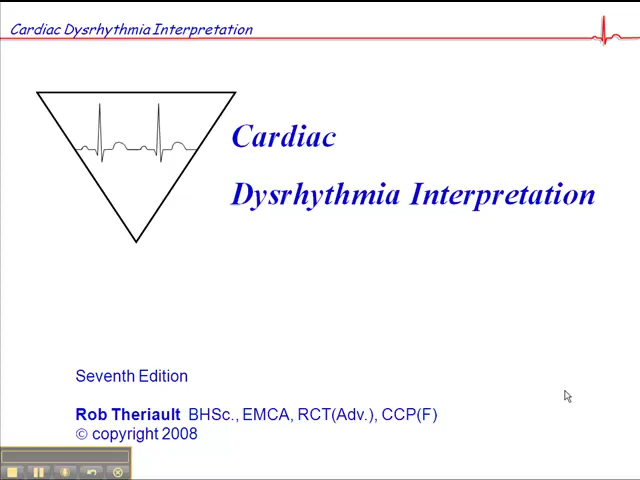 Cardiac Dysrhythmia Interpretation
Cardiac
Dysrhythmia Interpretation
Seventh Edition
Rob Theriault BHSc., EMCA, RCT(Adv.), CCP(F)
© copyright 2008